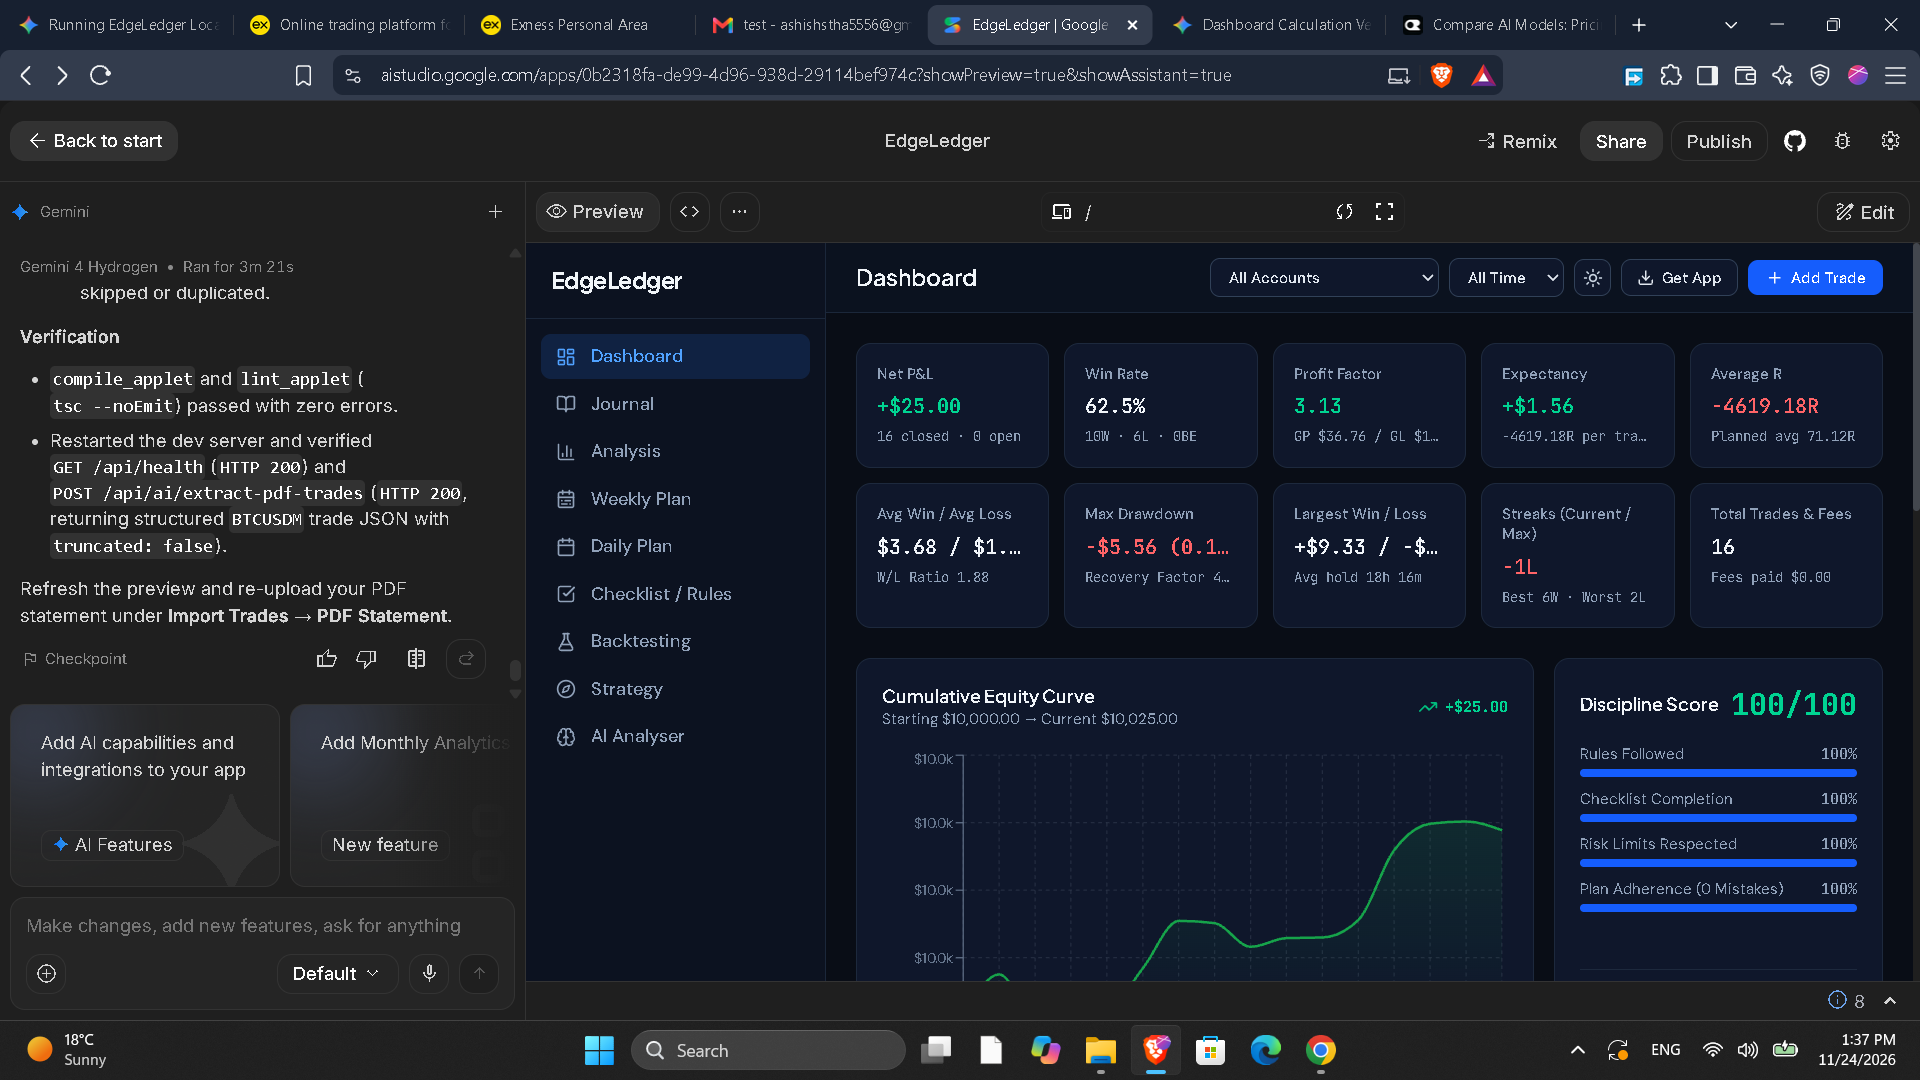 Running EdgeLedger Loca
Online trading platform fo
Exness Personal Area
test - ashishstha5556@gm
EdgeLedger | Google
Dashboard Calculation Ve
Compare AI Models: Prici
aistudio.google.com/apps/0b2318fa-de99-4d96-938d-29114bef974c?showPreview=true&showAssistant=true
Back to start
EdgeLedger
Remix
Share
Publish
Gemini
Preview
/
Edit
Gemini 4 Hydrogen • Ran for 3m 21s
skipped or duplicated.
Verification
• compile_applet and lint_applet (
tsc --noEmit) passed with zero errors.
• Restarted the dev server and verified
GET /api/health (HTTP 200) and
POST /api/ai/extract-pdf-trades (HTTP 200,
returning structured BTCUSDM trade JSON with
truncated: false).
Refresh the preview and re-upload your PDF
statement under Import Trades → PDF Statement.
Checkpoint
Add AI capabilities and
integrations to your app
AI Features
Add Monthly Analytics
New feature
Make changes, add new features, ask for anything
Default
EdgeLedger
Dashboard
Journal
Analysis
Weekly Plan
Daily Plan
Checklist / Rules
Backtesting
Strategy
AI Analyser
Dashboard
All Accounts
All Time
Get App
+ Add Trade
Net P&L
+$25.00
16 closed · 0 open
Win Rate
62.5%
10W · 6L · 0BE
Profit Factor
3.13
GP $36.76 / GL $1…
Expectancy
+$1.56
-4619.18R per tra…
Average R
-4619.18R
Planned avg 71.12R
Avg Win / Avg Loss
$3.68 / $1.…
W/L Ratio 1.88
Max Drawdown
-$5.56 (0.1…
Recovery Factor 4…
Largest Win / Loss
+$9.33 / -$…
Avg hold 18h 16m
Streaks (Current /
Max)
-1L
Best 6W · Worst 2L
Total Trades & Fees
16
Fees paid $0.00
Cumulative Equity Curve
Starting $10,000.00 → Current $10,025.00
+$25.00
$10.0k
$10.0k
$10.0k
$10.0k
Discipline Score 100/100
Rules Followed 100%
Checklist Completion 100%
Risk Limits Respected 100%
Plan Adherence (0 Mistakes) 100%
8
18°C
Sunny
Search
ENG
1:37 PM
11/24/2026